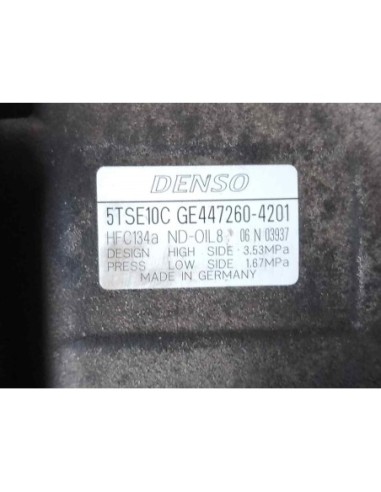 DENSO
5TSE10C GE447260-4201
HFC134a ND-OIL8 06 N 03937
DESIGN HIGH SIDE 3.53MPa
PRESS LOW SIDE 1.67MPa
MADE IN GERMANY